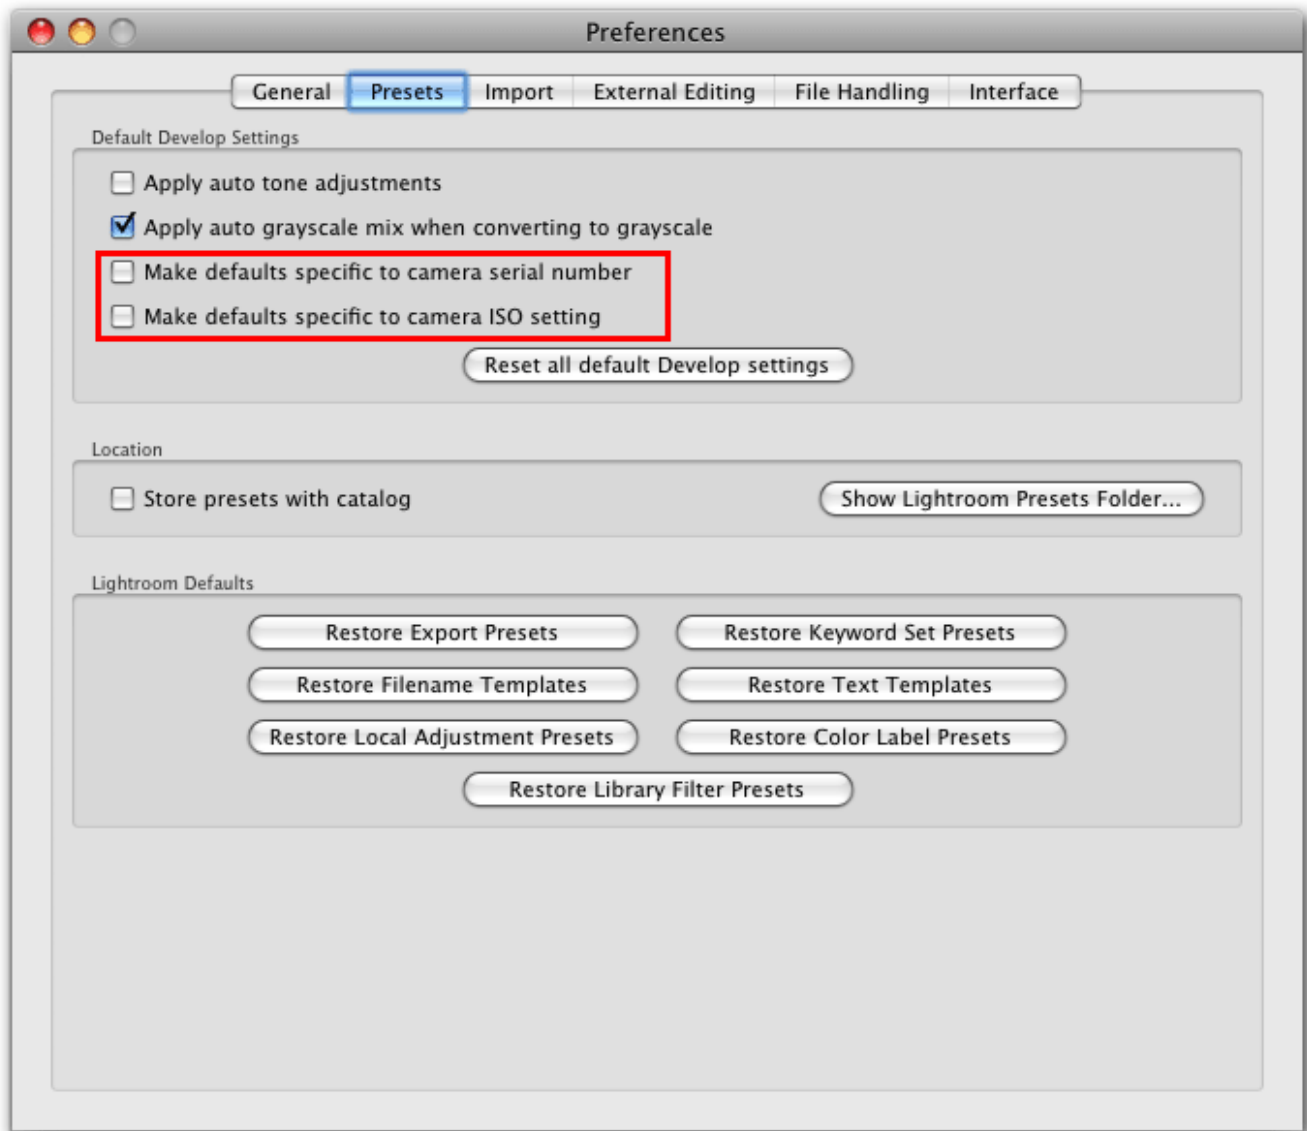 Preferences
General Presets Import External Editing File Handling Interface
Default Develop Settings
Apply auto tone adjustments
Apply auto grayscale mix when converting to grayscale
Make defaults specific to camera serial number
Make defaults specific to camera ISO setting
Reset all default Develop settings
Location
Store presets with catalog Show Lightroom Presets Folder...
Lightroom Defaults
Restore Export Presets Restore Keyword Set Presets
Restore Filename Templates Restore Text Templates
Restore Local Adjustment Presets Restore Color Label Presets
Restore Library Filter Presets